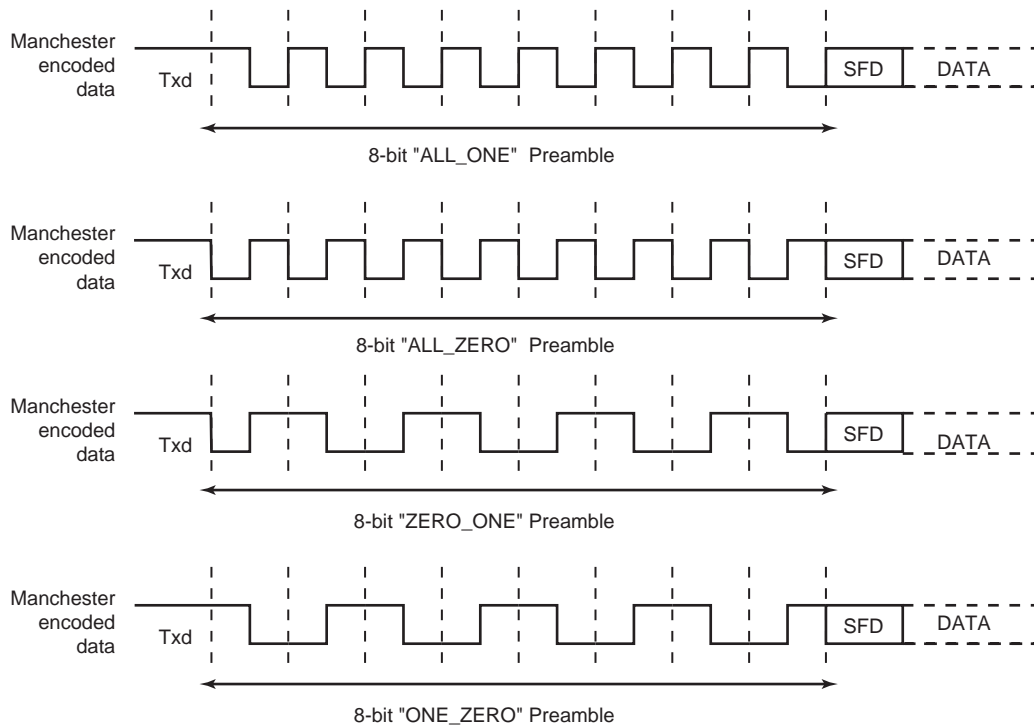 Manchester
encoded
data
Txd
SFD
DATA
8-bit "ALL_ONE" Preamble
Manchester
encoded
data
Txd
SFD
DATA
8-bit "ALL_ZERO" Preamble
Manchester
encoded
data
Txd
SFD
DATA
8-bit "ZERO_ONE" Preamble
Manchester
encoded
data
Txd
SFD
DATA
8-bit "ONE_ZERO" Preamble